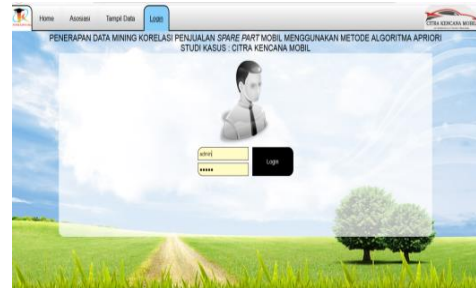 Home Asosiasi Tampil Data Login
CITRA KENCANA MOBIL
PENERAPAN DATA MINING KORELASI PENJUALAN SPARE PART MOBIL MENGGUNAKAN METODE ALGORITMA APRIORI
STUDI KASUS : CITRA KENCANA MOBIL
admin
Login
•••••